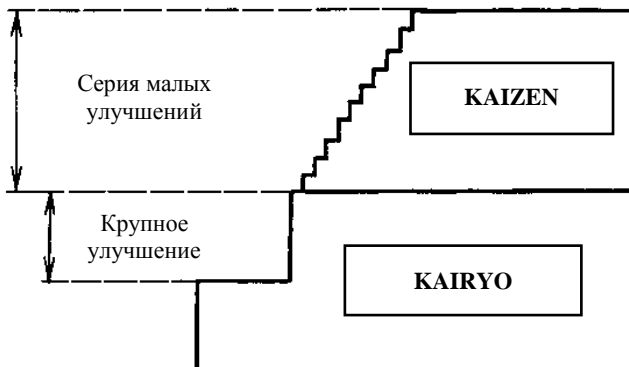 Серия малых
улучшений
KAIZEN
Крупное
улучшение
KAIRYO